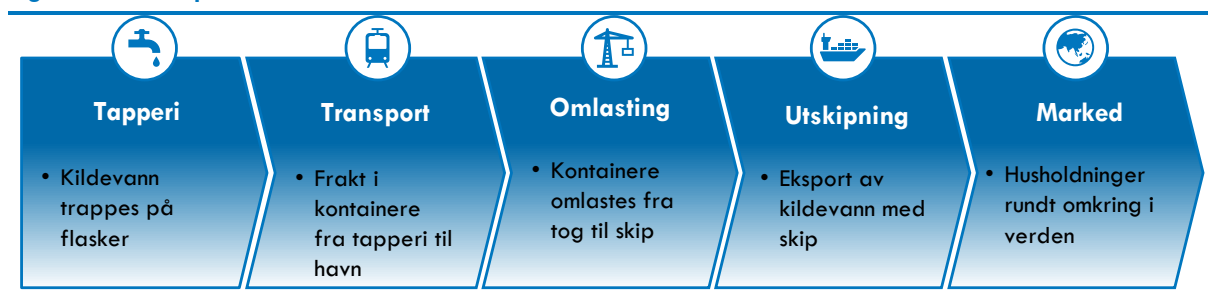 Tapperi
• Kildevann
trappes på
flasker
Transport
• Frakt i
kontainere
fra tapperi til
havn
Omlasting
• Kontainere
omlastes fra
tog til skip
Utskipning
• Eksport av
kildevann med
skip
Marked
• Husholdninger
rundt omkring i
verden